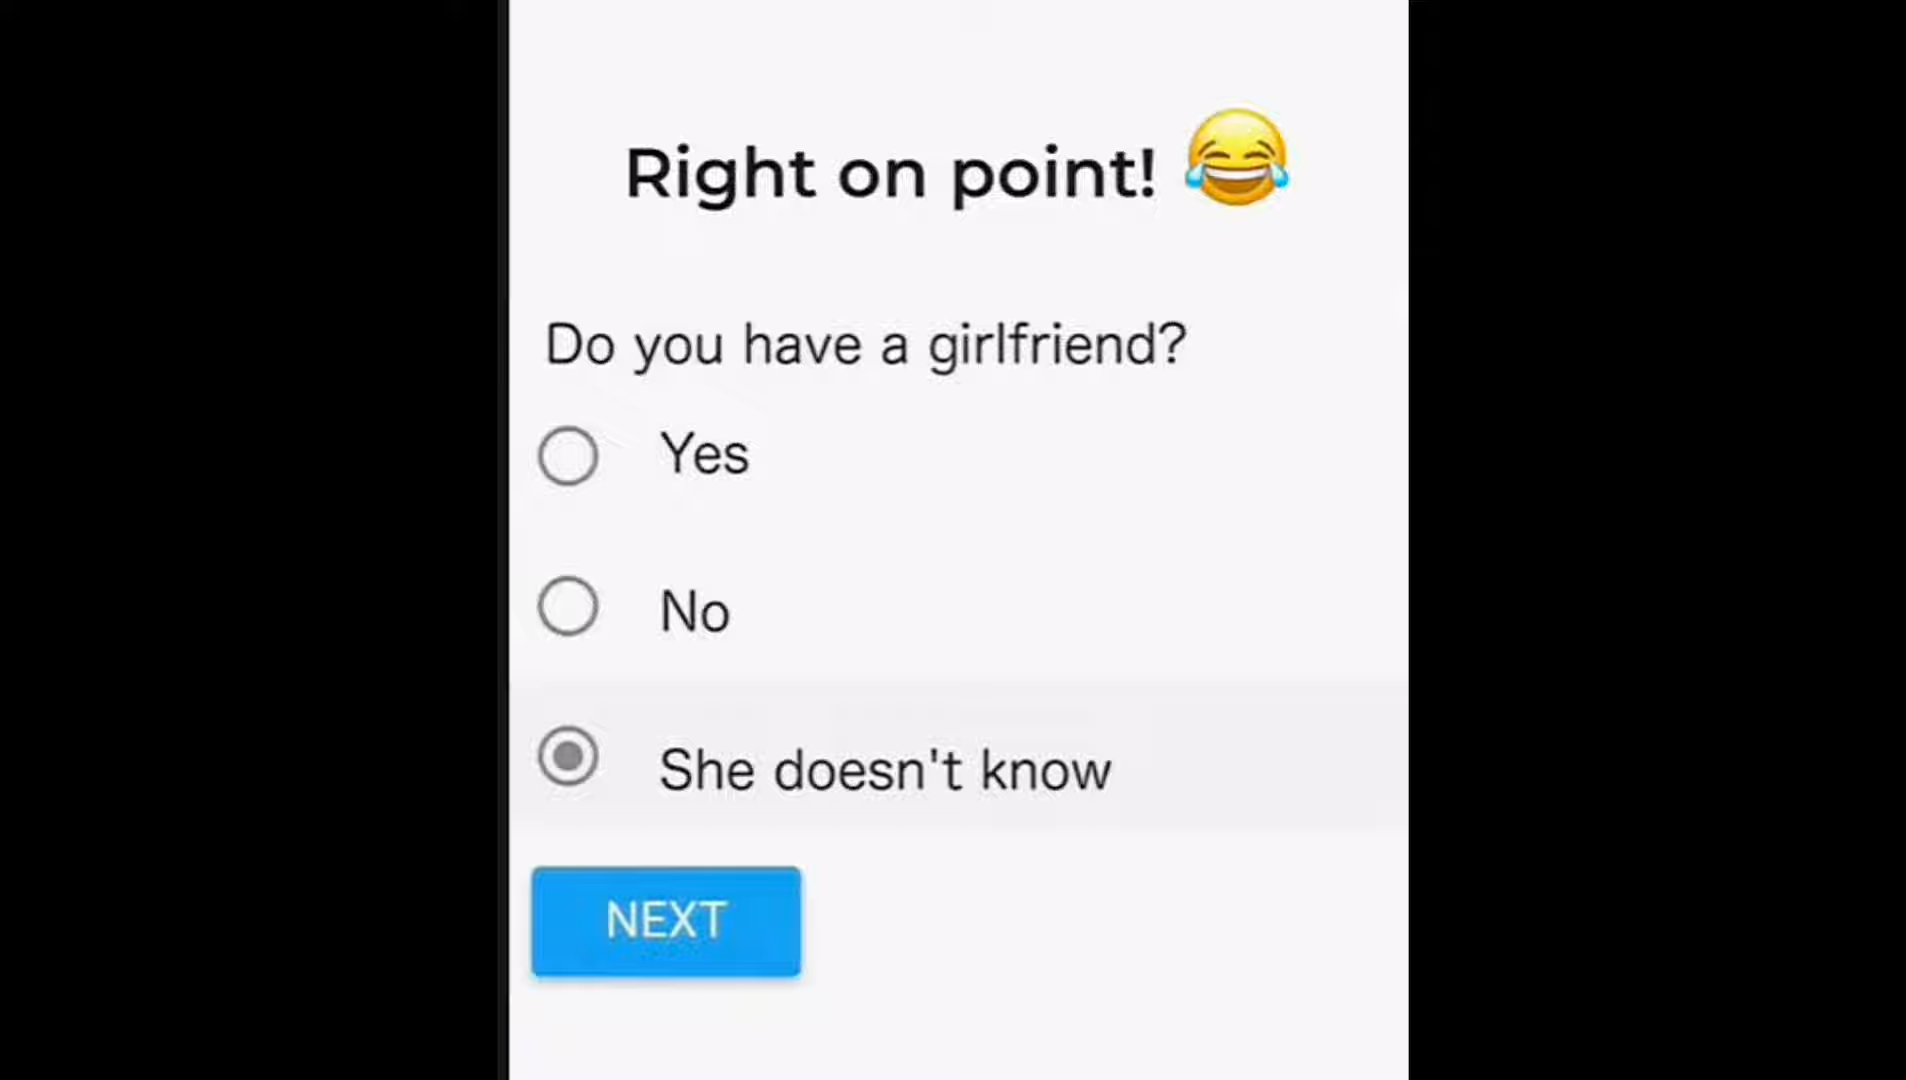 Right on point! 😂
Do you have a girlfriend?
Yes
No
She doesn't know
NEXT